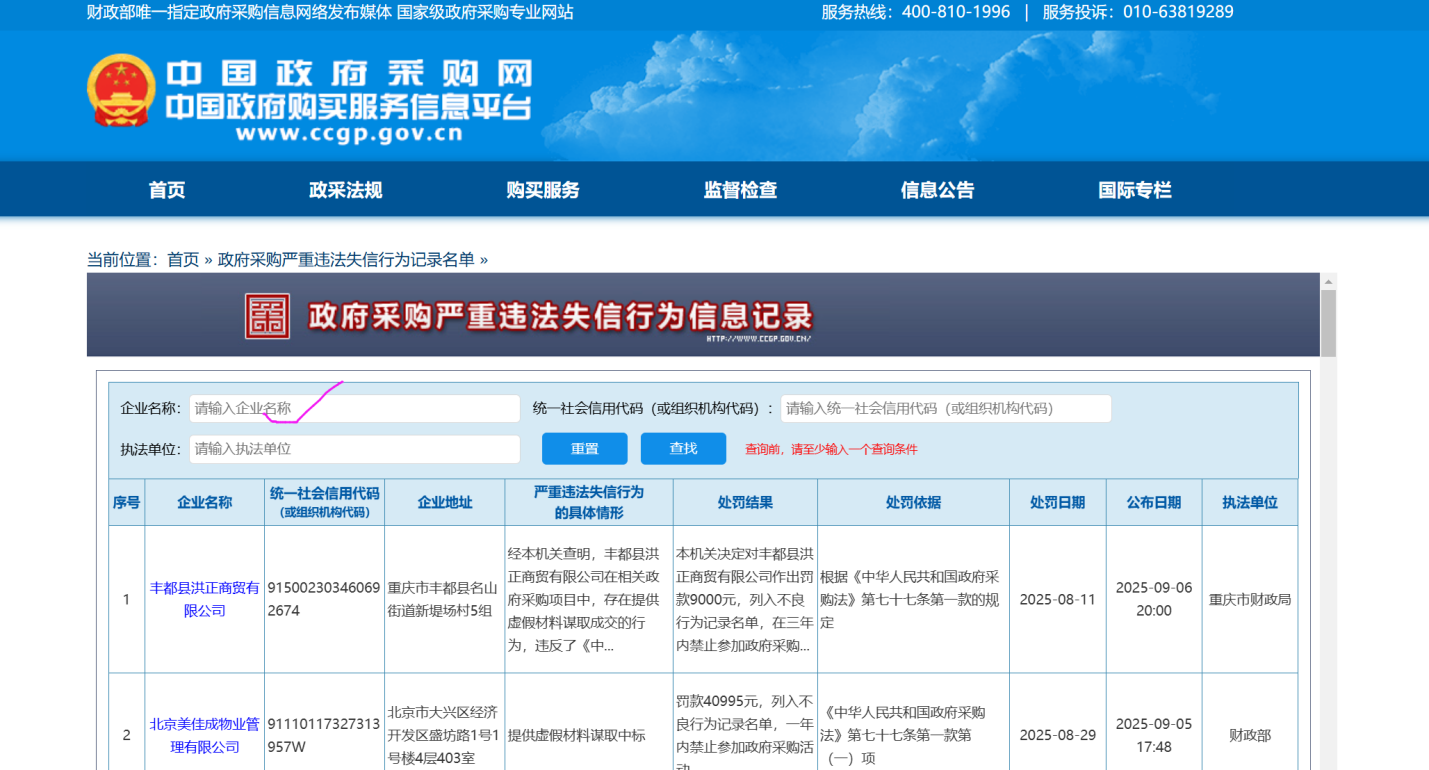 财政部唯一指定政府采购信息网络发布媒体 国家级政府采购专业网站
服务热线：400-810-1996 | 服务投诉：010-63819289
中国政府采购网
中国政府购买服务信息平台
www.ccgp.gov.cn
首页 政采法规 购买服务 监督检查 信息公告 国际专栏
当前位置：首页 » 政府采购严重违法失信行为记录名单 »
政府采购严重违法失信行为信息记录
HTTP://WWW.CCGP.GOV.CN/
企业名称： 请输入企业名称 统一社会信用代码（或组织机构代码）： 请输入统一社会信用代码（或组织机构代码）
执法单位： 请输入执法单位 重置 查找 查询前，请至少输入一个查询条件
序号
企业名称
统一社会信用代码
（或组织机构代码）
企业地址
严重违法失信行为
的具体情形
处罚结果
处罚依据
处罚日期
公布日期
执法单位
1
丰都县洪正商贸有
限公司
91500230346069
2674
重庆市丰都县名山
街道新堤场村5组
经本机关查明，丰都县洪
正商贸有限公司在相关政
府采购项目中，存在提供
虚假材料谋取成交的行
为，违反了《中...
本机关决定对丰都县洪
正商贸有限公司作出罚
款9000元，列入不良
行为记录名单，在三年
内禁止参加政府采购...
根据《中华人民共和国政府采
购法》第七十七条第一款的规
定
2025-08-11
2025-09-06
20:00
重庆市财政局
2
北京美佳成物业管
理有限公司
91110117327313
957W
北京市大兴区经济
开发区盛坊路1号1
号楼4层403室
提供虚假材料谋取中标
罚款40995元，列入不
良行为记录名单，一年
内禁止参加政府采购活
动
《中华人民共和国政府采购
法》第七十七条第一款第
（一）项
2025-08-29
2025-09-05
17:48
财政部